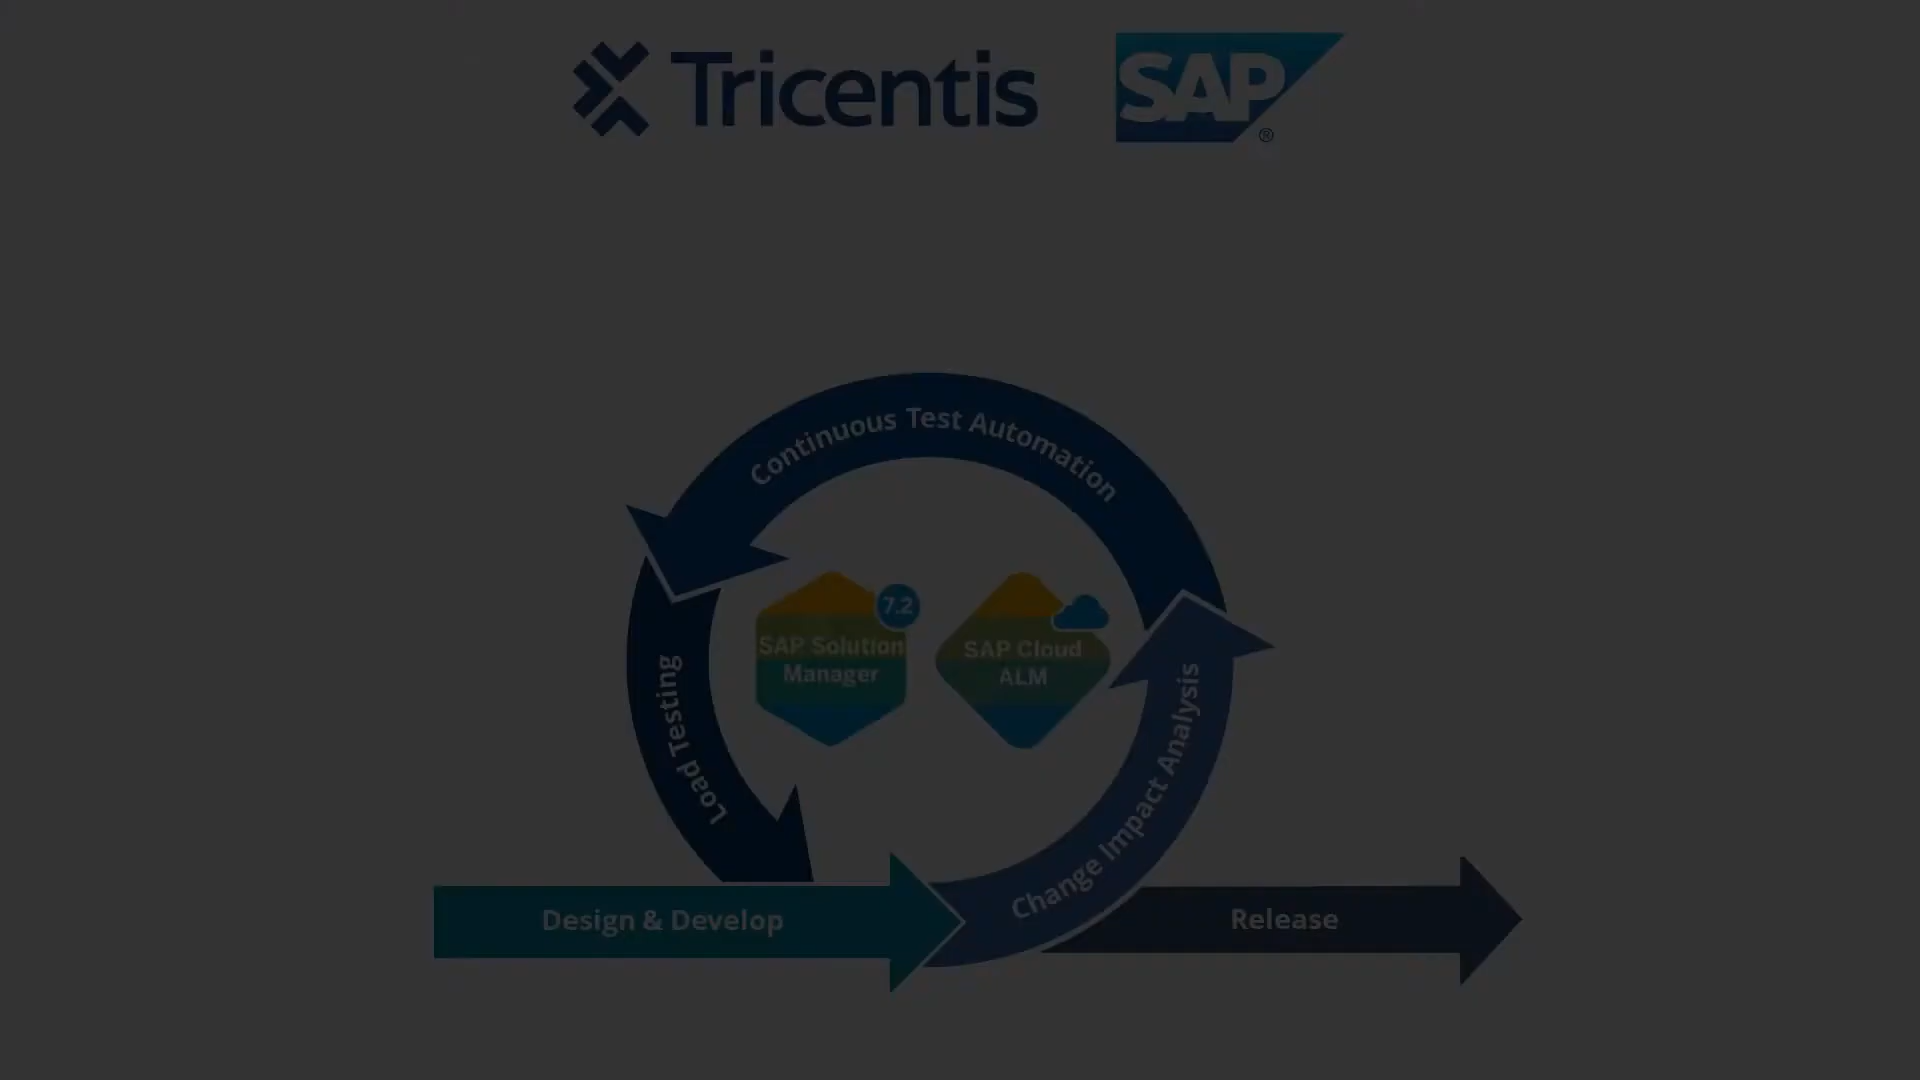 Tricentis
SAP
®
Continuous Test Automation
7.2
SAP Solution
Manager
SAP Cloud
ALM
Load Testing
Change Impact Analysis
Design & Develop
Release